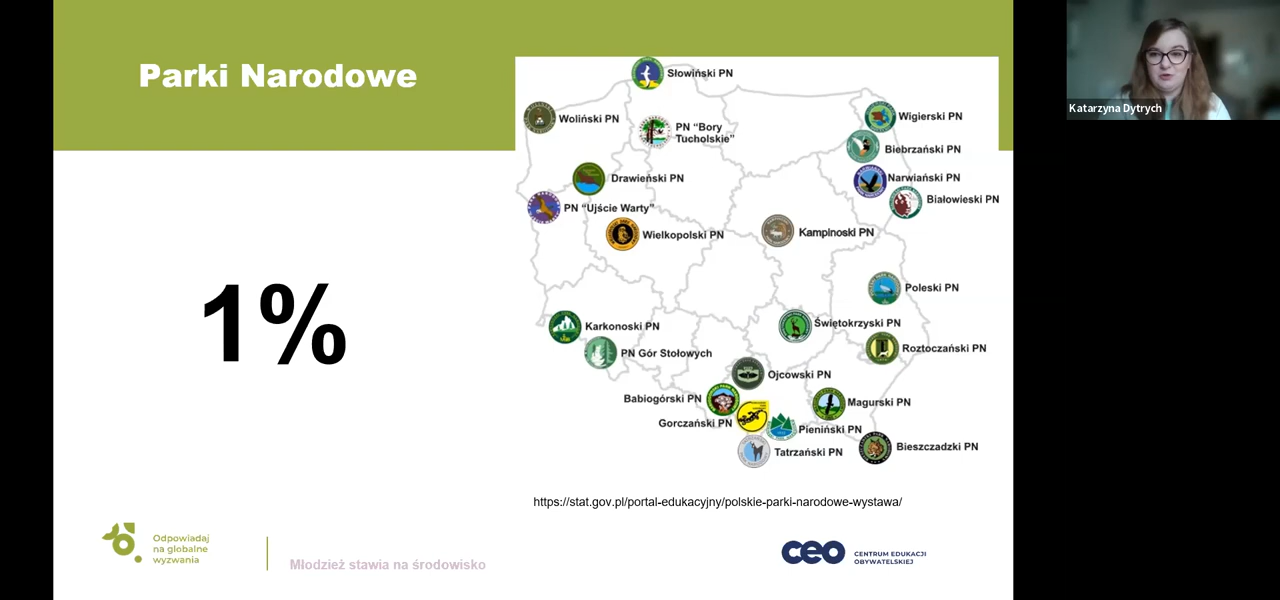 Parki Narodowe
Katarzyna Dytrych
Słowiński PN
Woliński PN
PN “Bory
Tucholskie”
Wigierski PN
Biebrzański PN
Drawieński PN
Narwiański PN
Białowieski PN
PN “Ujście Warty”
Wielkopolski PN
Kampinoski PN
1%
Poleski PN
Karkonoski PN
Świętokrzyski PN
PN Gór Stołowych
Roztoczański PN
Ojcowski PN
Babiogórski PN
Magurski PN
Gorczański PN
Pieniński PN
Tatrzański PN
Bieszczadzki PN
https://stat.gov.pl/portal-edukacyjny/polskie-parki-narodowe-wystawa/
Odpowiadaj
na globalne
wyzwania
Młodzież stawia na środowisko
ceo
CENTRUM EDUKACJI
OBYWATELSKIEJ